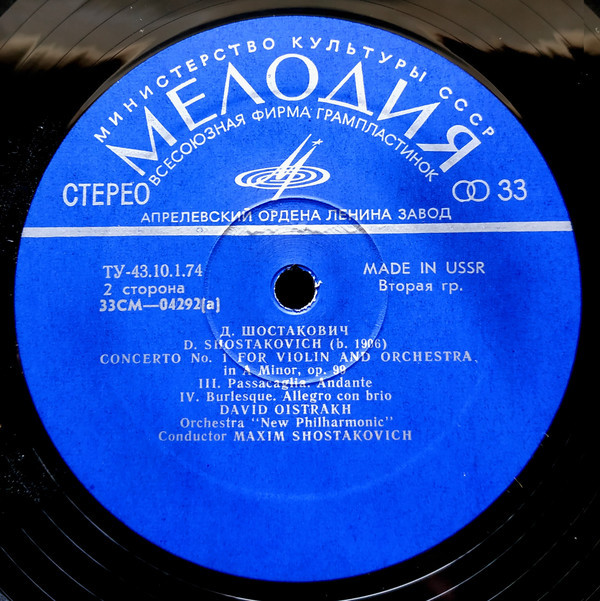 МИНИСТЕРСТВО КУЛЬТУРЫ СССР
МЕЛОДИЯ
ВСЕСОЮЗНАЯ ФИРМА ГРАМПЛАСТИНОК
СТЕРЕО
33
АПРЕЛЕВСКИЙ ОРДЕНА ЛЕНИНА ЗАВОД
ТУ-43.10.1.74
MADE IN USSR
2 сторона
Вторая гр.
33СМ—04292(а)
Д. ШОСТАКОВИЧ
D. SHOSTAKOVICH (b. 1906)
CONCERTO No. 1 FOR VIOLIN AND ORCHESTRA
in A Minor, op. 99
III. Passacaglia. Andante
IV. Burlesque. Allegro con brio
DAVID OISTRAKH
Orchestra "New Philharmonic"
Conductor MAXIM SHOSTAKOVICH